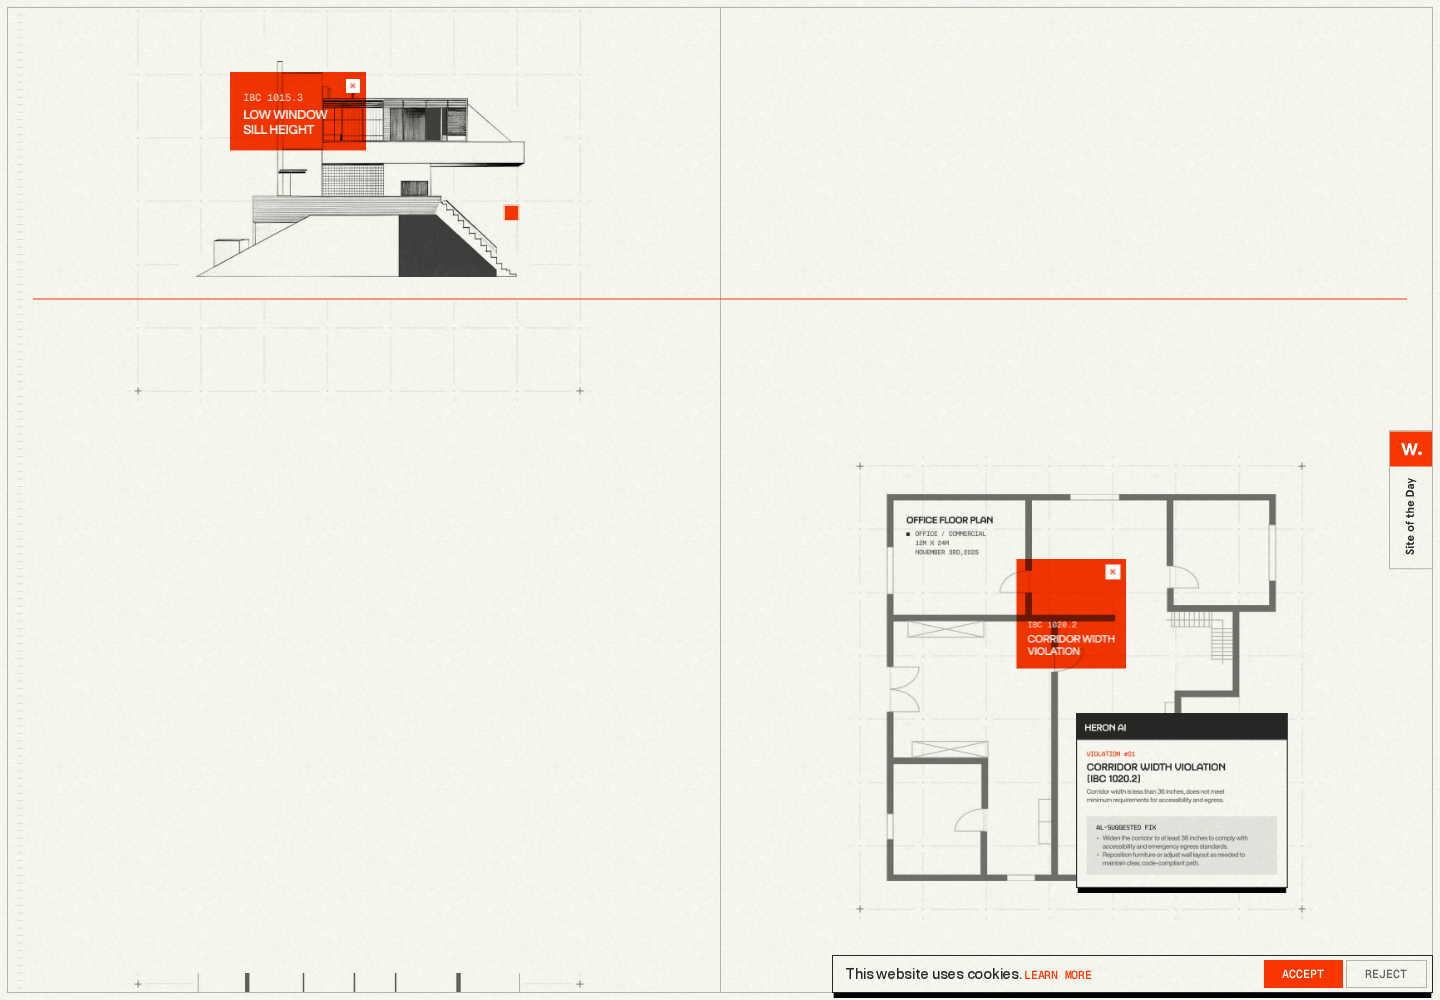 IBC 1015.3
LOW WINDOW
SILL HEIGHT
W.
Site of the Day
OFFICE FLOOR PLAN
OFFICE / COMMERCIAL
12M X 24M
NOVEMBER 3RD,2025
IBC 1020.2
CORRIDOR WIDTH
VIOLATION
HERON AI
VIOLATION #01
CORRIDOR WIDTH VIOLATION
[IBC 1020.2]
Corridor width is less than 36 inches, does not meet
minimum requirements for accessibility and egress.
AL-SUGGESTED FIX
• Widen the corridor to at least 36 inches to comply with
accessibility and emergency egress standards.
• Reposition furniture or adjust wall layout as needed to
maintain clear, code-compliant path.
This website uses cookies. LEARN MORE
ACCEPT
REJECT